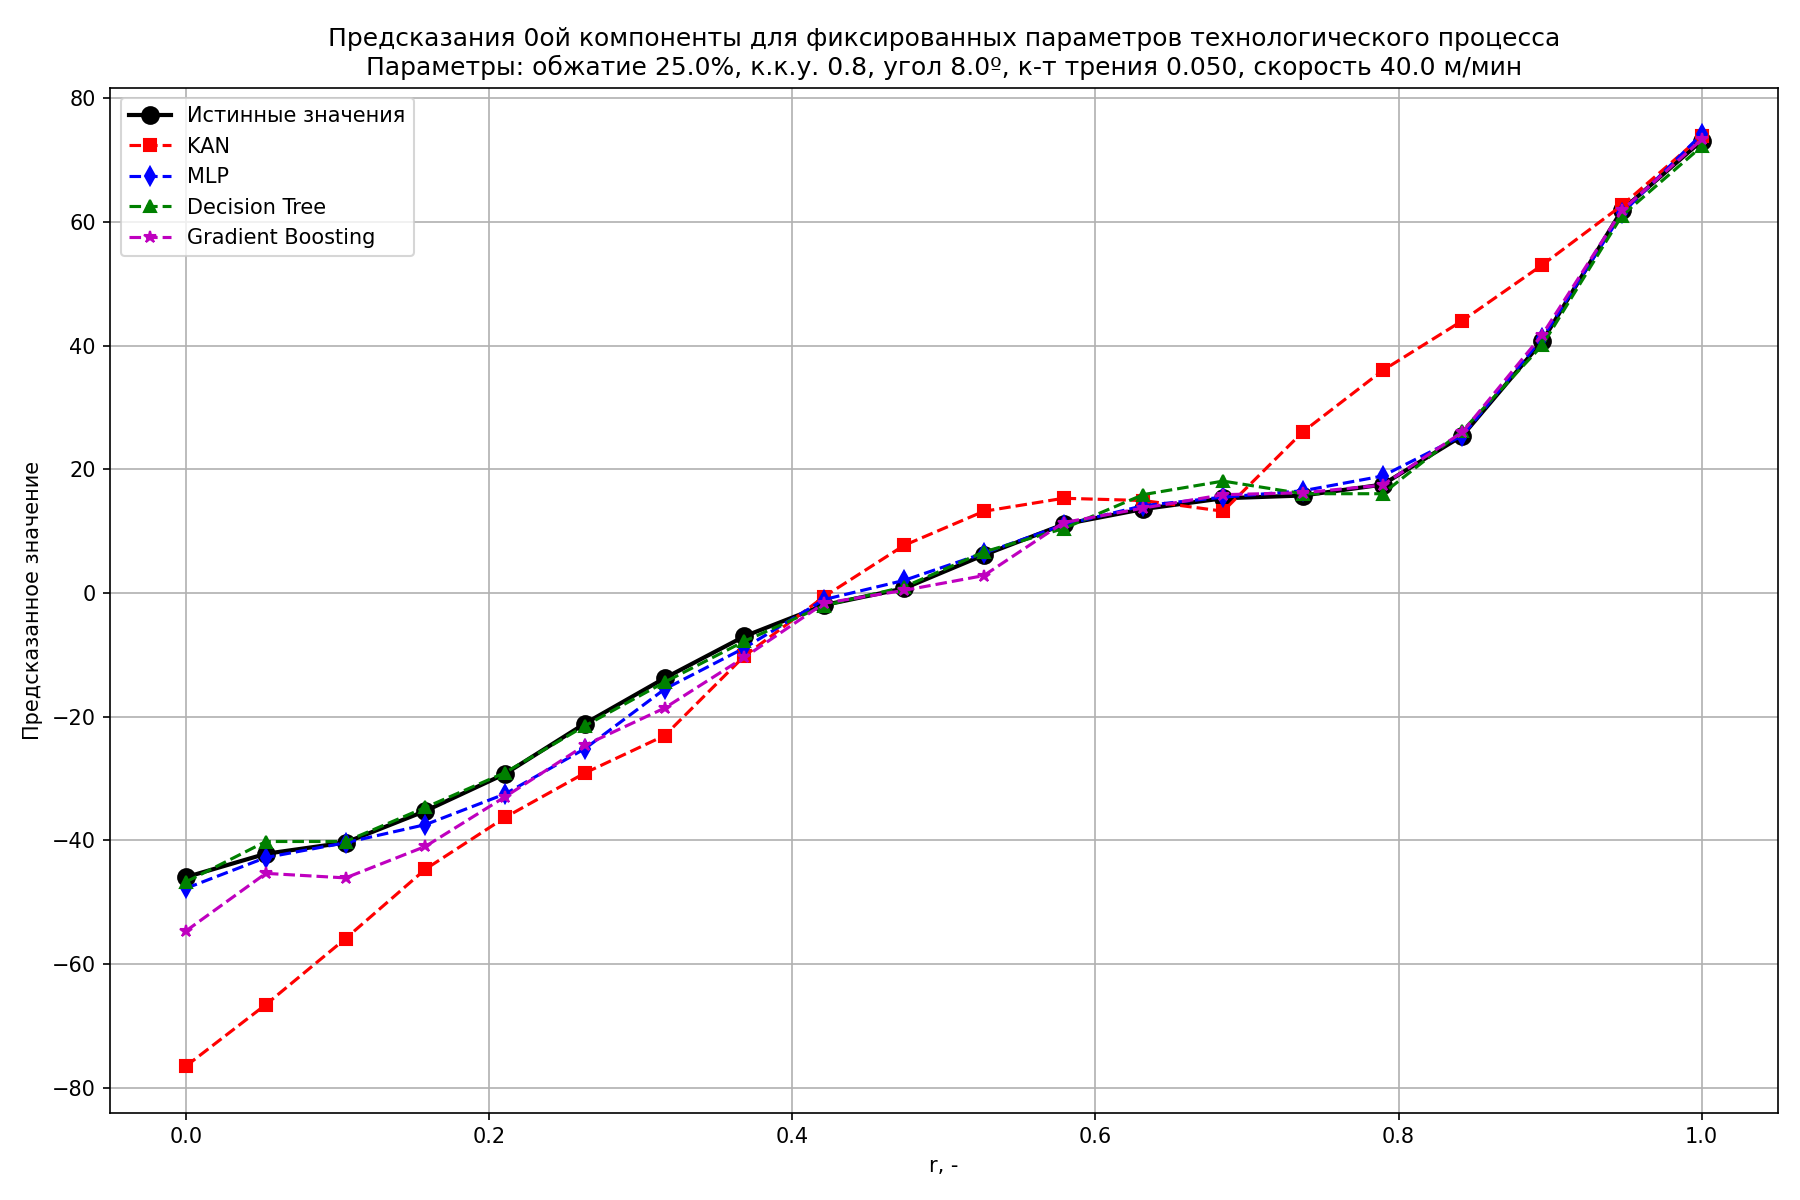 Предсказания 0ой компоненты для фиксированных параметров технологического процесса
Параметры: обжатие 25.0%, к.к.у. 0.8, угол 8.0º, к-т трения 0.050, скорость 40.0 м/мин
Истинные значения
KAN
MLP
Decision Tree
Gradient Boosting
Предсказанное значение
80
60
40
20
0
−20
−40
−60
−80
0.0
0.2
0.4
0.6
0.8
1.0
r, -